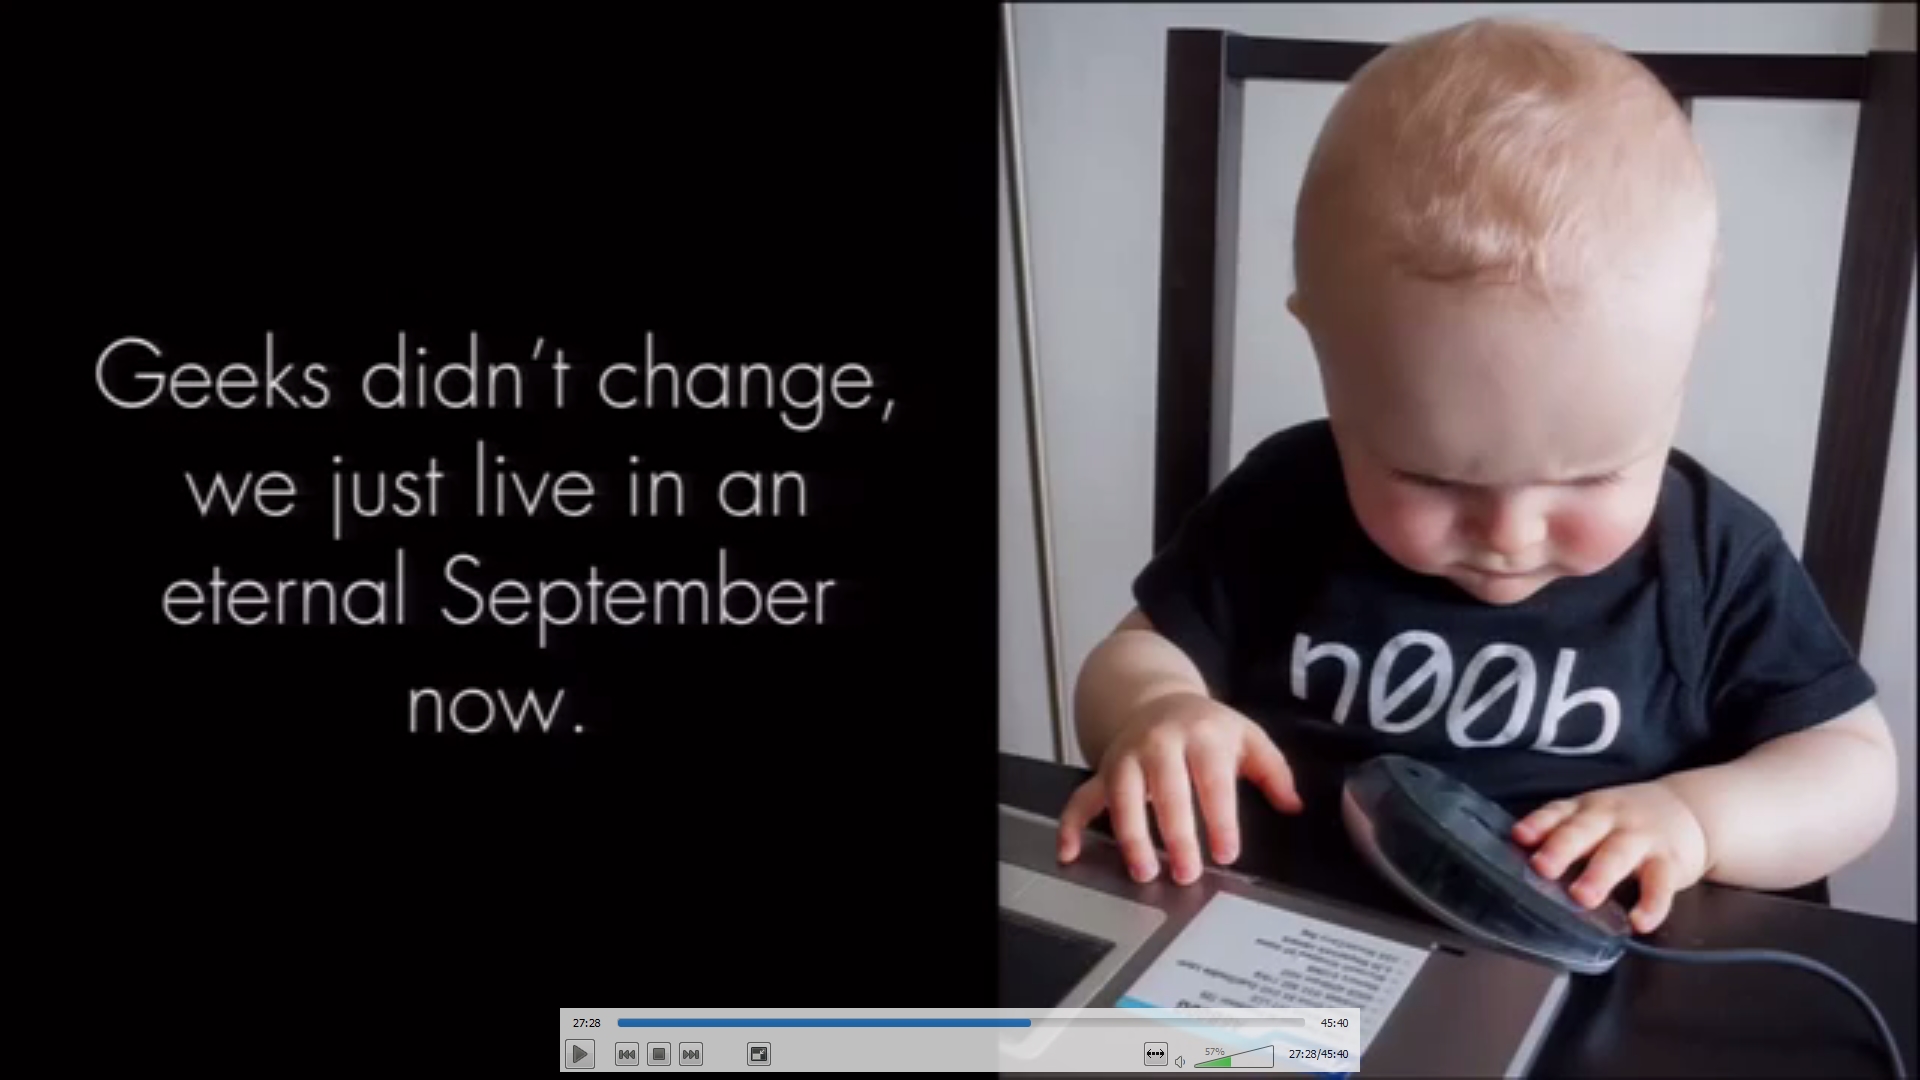 Geeks didn’t change,
we just live in an
eternal September
now.
n00b
27:28
45:40
57%
27:28/45:40